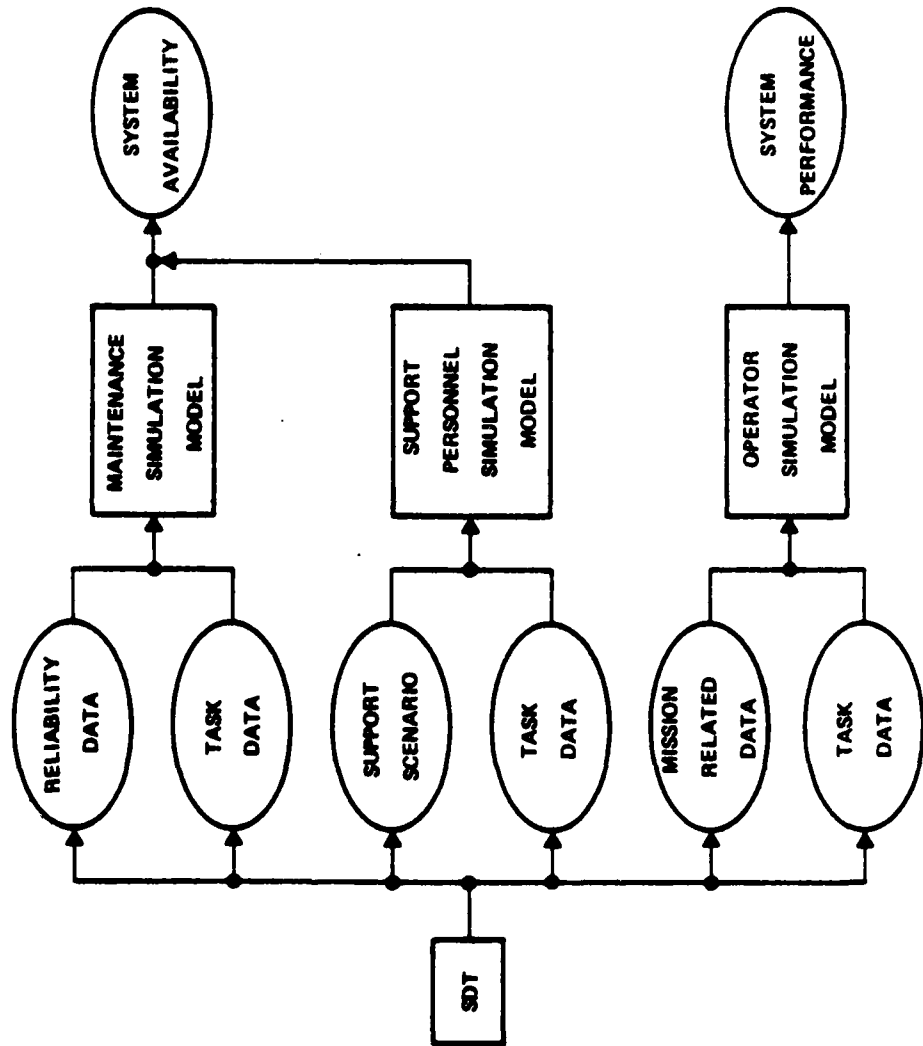 SDT
RELIABILITY
DATA
TASK
DATA
SUPPORT
SCENARIO
TASK
DATA
MISSION
RELATED
DATA
TASK
DATA
MAINTENANCE
SIMULATION
MODEL
SUPPORT
PERSONNEL
SIMULATION
MODEL
OPERATOR
SIMULATION
MODEL
SYSTEM
AVAILABILITY
SYSTEM
PERFORMANCE